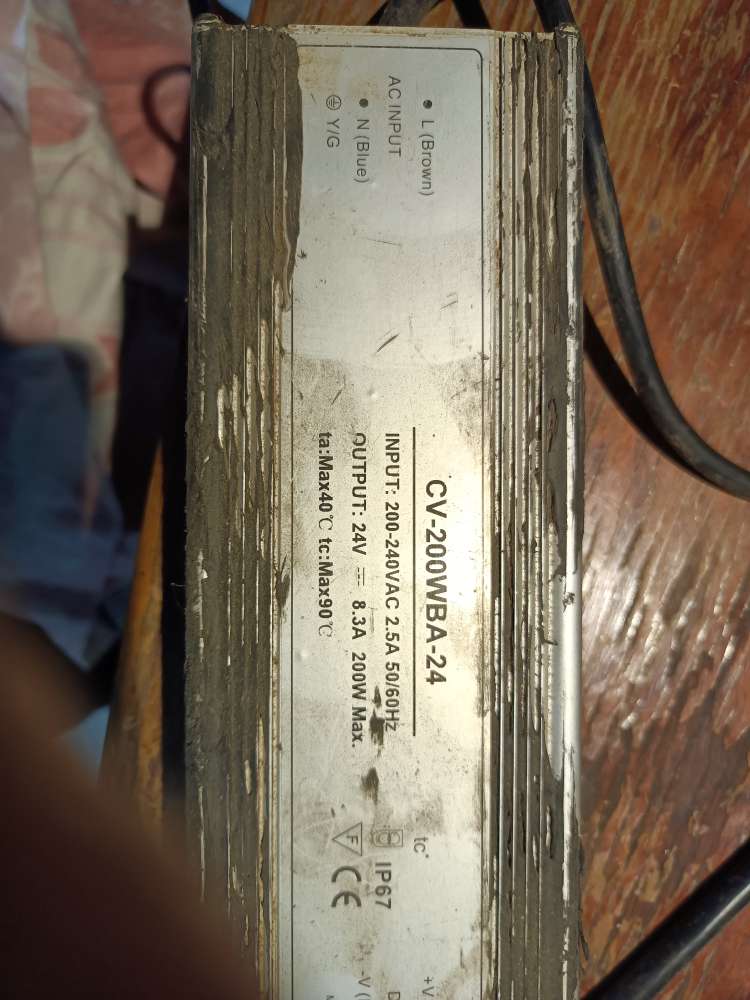 ● L (Brown)
AC INPUT
● N (Blue)
⏚ Y/G
CV-200WBA-24
INPUT: 200-240VAC 2.5A 50/60Hz
OUTPUT: 24V ⎓ 8.3A 200W Max.
ta:Max40℃ tc:Max90℃
tc
IP67
F CE
+V
-V